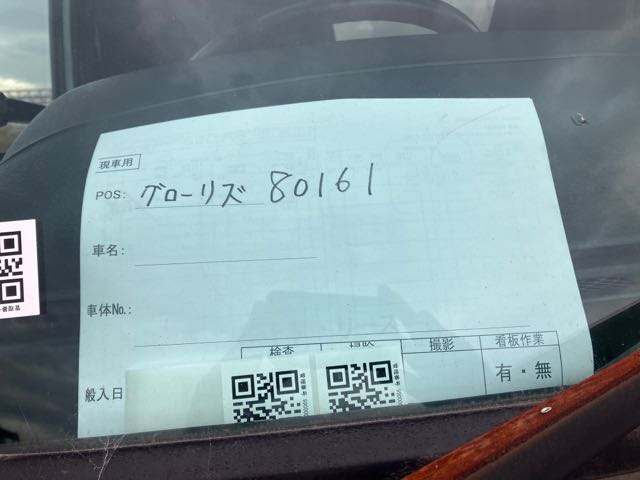 現車用
POS: グローリズ 80161
車名:
車体No.:
検査 撮影 看板作業
般入日 有・無